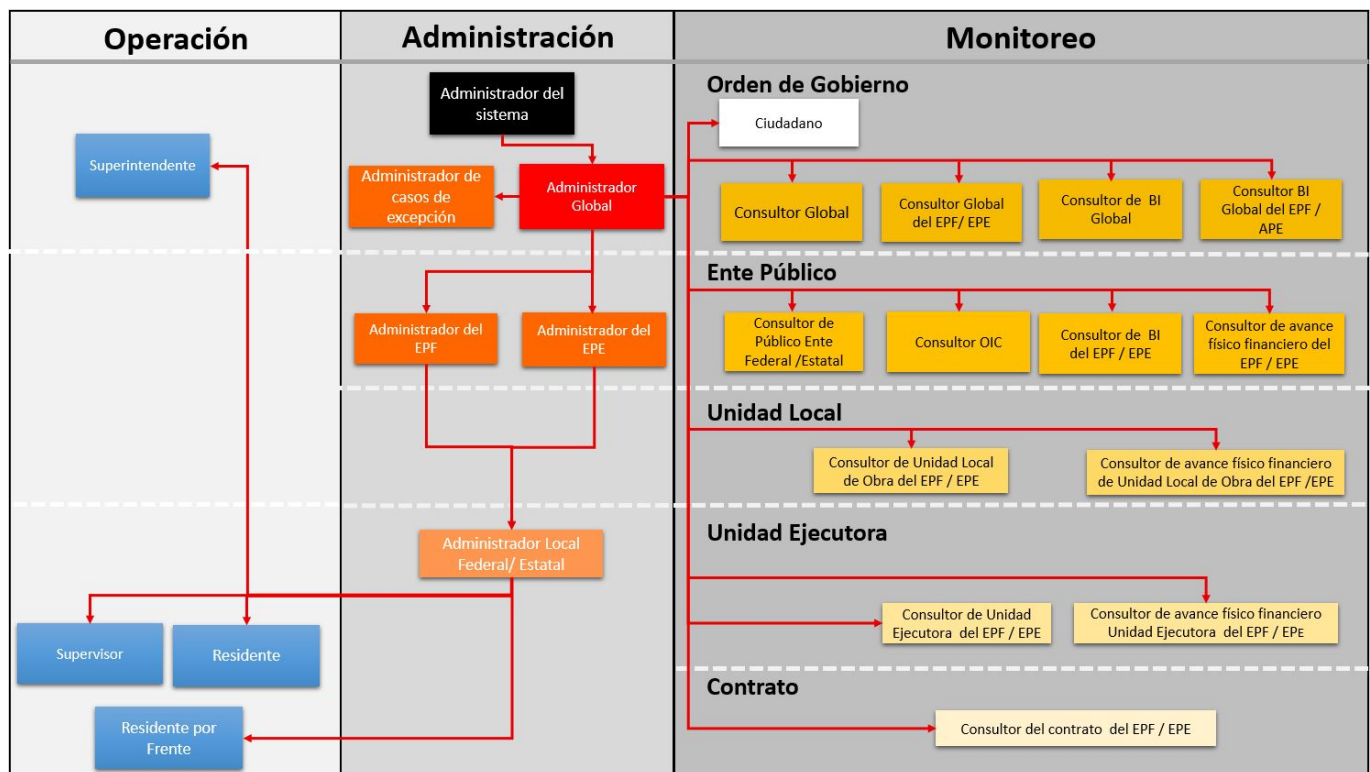 Operación
Administración
Monitoreo
Superintendente
Supervisor
Residente
Residente por
Frente
Administrador del
sistema
Administrador de
casos de
excepción
Administrador
Global
Administrador del
EPF
Administrador del
EPE
Administrador Local
Federal/ Estatal
Orden de Gobierno
Ciudadano
Consultor Global
Consultor Global
del EPF/ EPE
Consultor de BI
Global
Consultor BI
Global del EPF /
APE
Ente Público
Consultor de
Público Ente
Federal /Estatal
Consultor OIC
Consultor de BI
del EPF / EPE
Consultor de avance
físico financiero del
EPF / EPE
Unidad Local
Consultor de Unidad Local
de Obra del EPF / EPE
Consultor de avance físico financiero
de Unidad Local de Obra del EPF /EPE
Unidad Ejecutora
Consultor de Unidad
Ejecutora del EPF / EPE
Consultor de avance físico financiero
Unidad Ejecutora del EPF / EPE
Contrato
Consultor del contrato del EPF / EPE